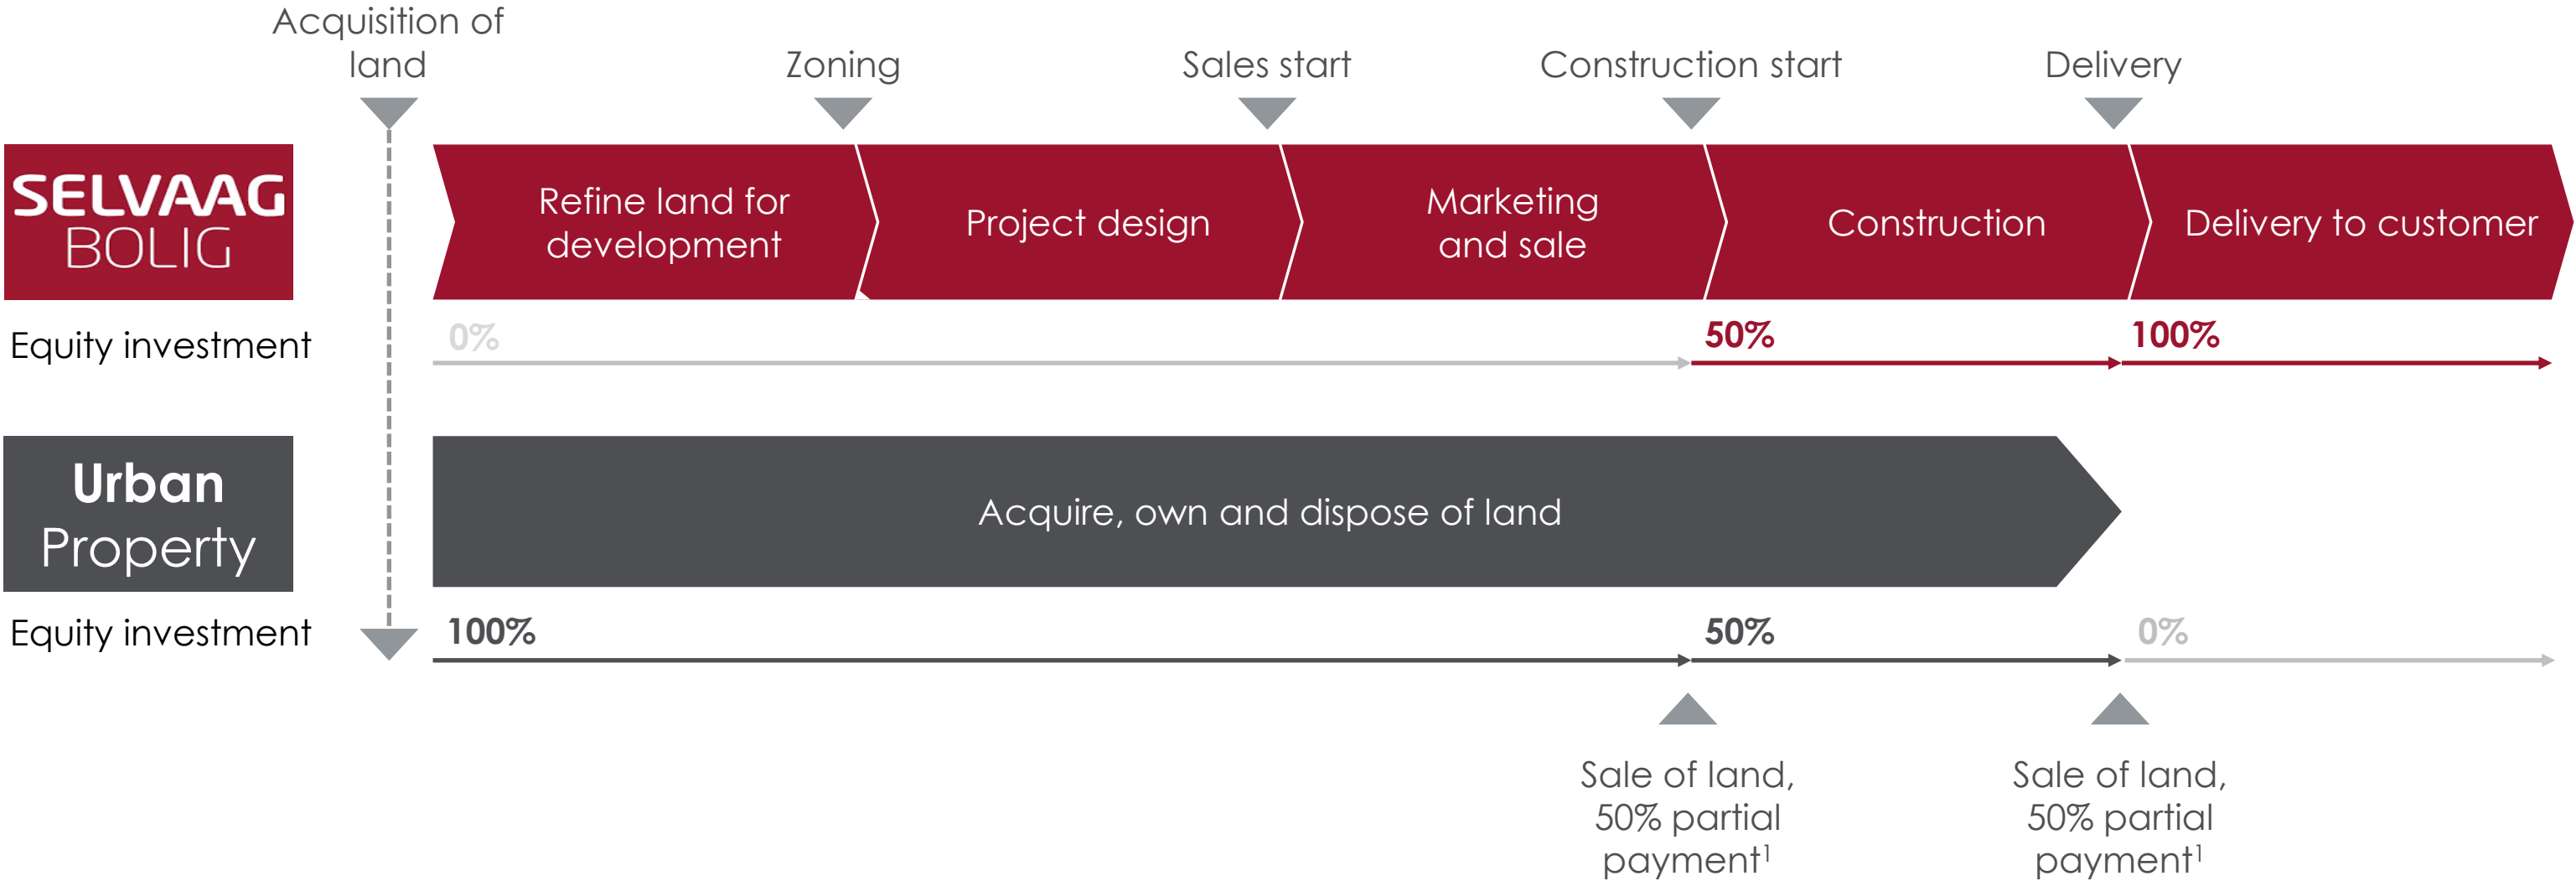 Acquisition of
land
Zoning
Sales start
Construction start
Delivery
SELVAAG
BOLIG
Refine land for
development
Project design
Marketing
and sale
Construction
Delivery to customer
Equity investment
0%
50%
100%
Urban
Property
Acquire, own and dispose of land
Equity investment
100%
50%
0%
Sale of land,
50% partial
payment¹
Sale of land,
50% partial
payment¹